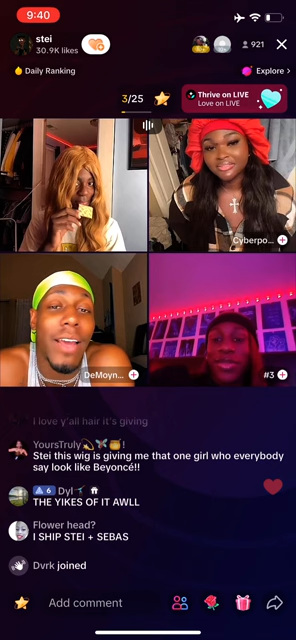 9:40
stei
30.9K likes
921
Daily Ranking
Explore >
3/25
Thrive on LIVE
Love on LIVE
Cyberpo...
DeMoyn...
#3
I love y'all hair it's giving
YoursTruly💫🦋🍯!
Stei this wig is giving me that one girl who everybody
say look like Beyoncé!!
6 Dyl
THE YIKES OF IT AWLL
Flower head?
I SHIP STEI + SEBAS
Dvrk joined
Add comment